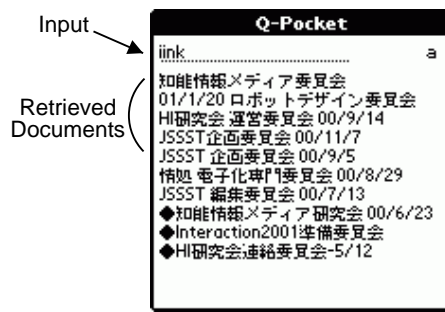 Input
Q-Pocket
iink a
Retrieved
Documents
知能情報メディア委員会
01/1/20 ロボットデザイン委員会
HI研究会 運営委員会 00/9/14
JSSST企画委員会 00/11/7
JSSST 企画委員会 00/9/5
情処 電子化専門委員会 00/8/29
JSSST 編集委員会 00/7/13
◆知能情報メディア研究会 00/6/23
◆Interaction2001準備委員会
◆HI研究会連絡委員会-5/12